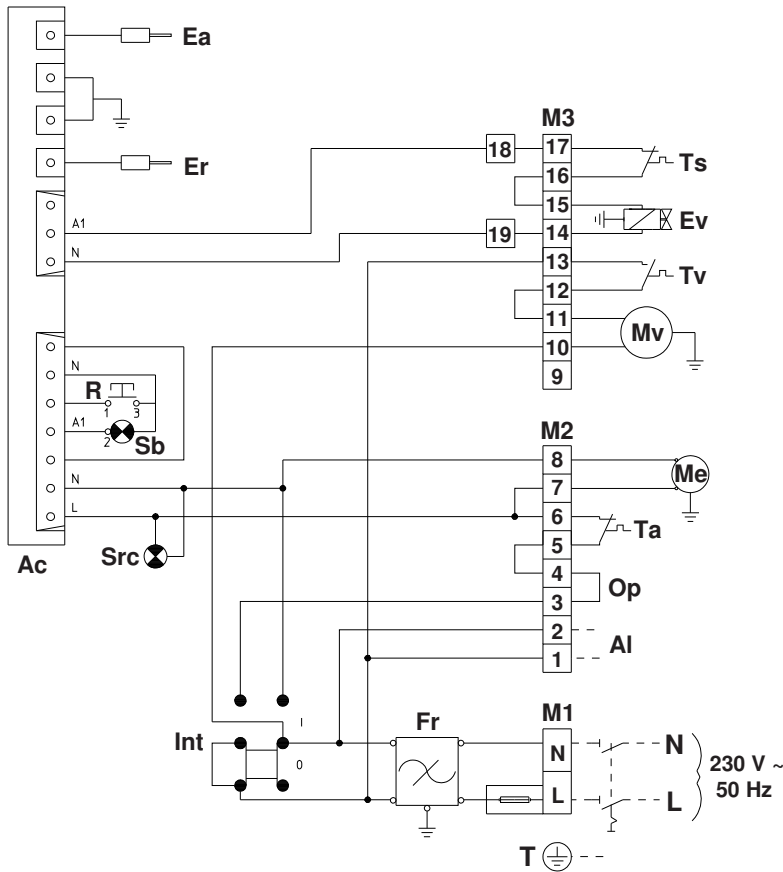 Ea
M3
18
17
Ts
Er
16
15
Ev
A1
19
14
N
13
Tv
12
11
Mv
10
N
9
R
1
3
A1
2
Sb
M2
8
Me
N
7
L
6
Ta
5
Src
Ac
4
Op
3
2
Al
1
I
Fr
M1
Int
N
N
O
230 V ~
50 Hz
L
L
T